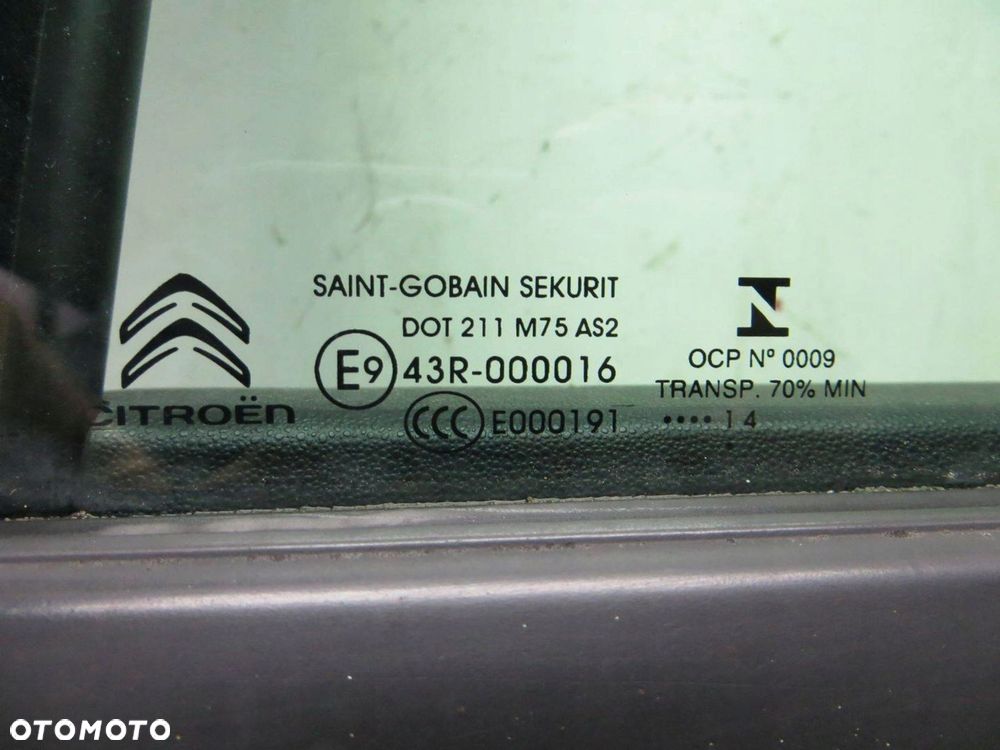 SAINT-GOBAIN SEKURIT
DOT 211 M75 AS2
E9 43R-000016
CCC E000191
CITROËN
N
OCP Nº 0009
TRANSP. 70% MIN
•••• 14
OTOMOTO